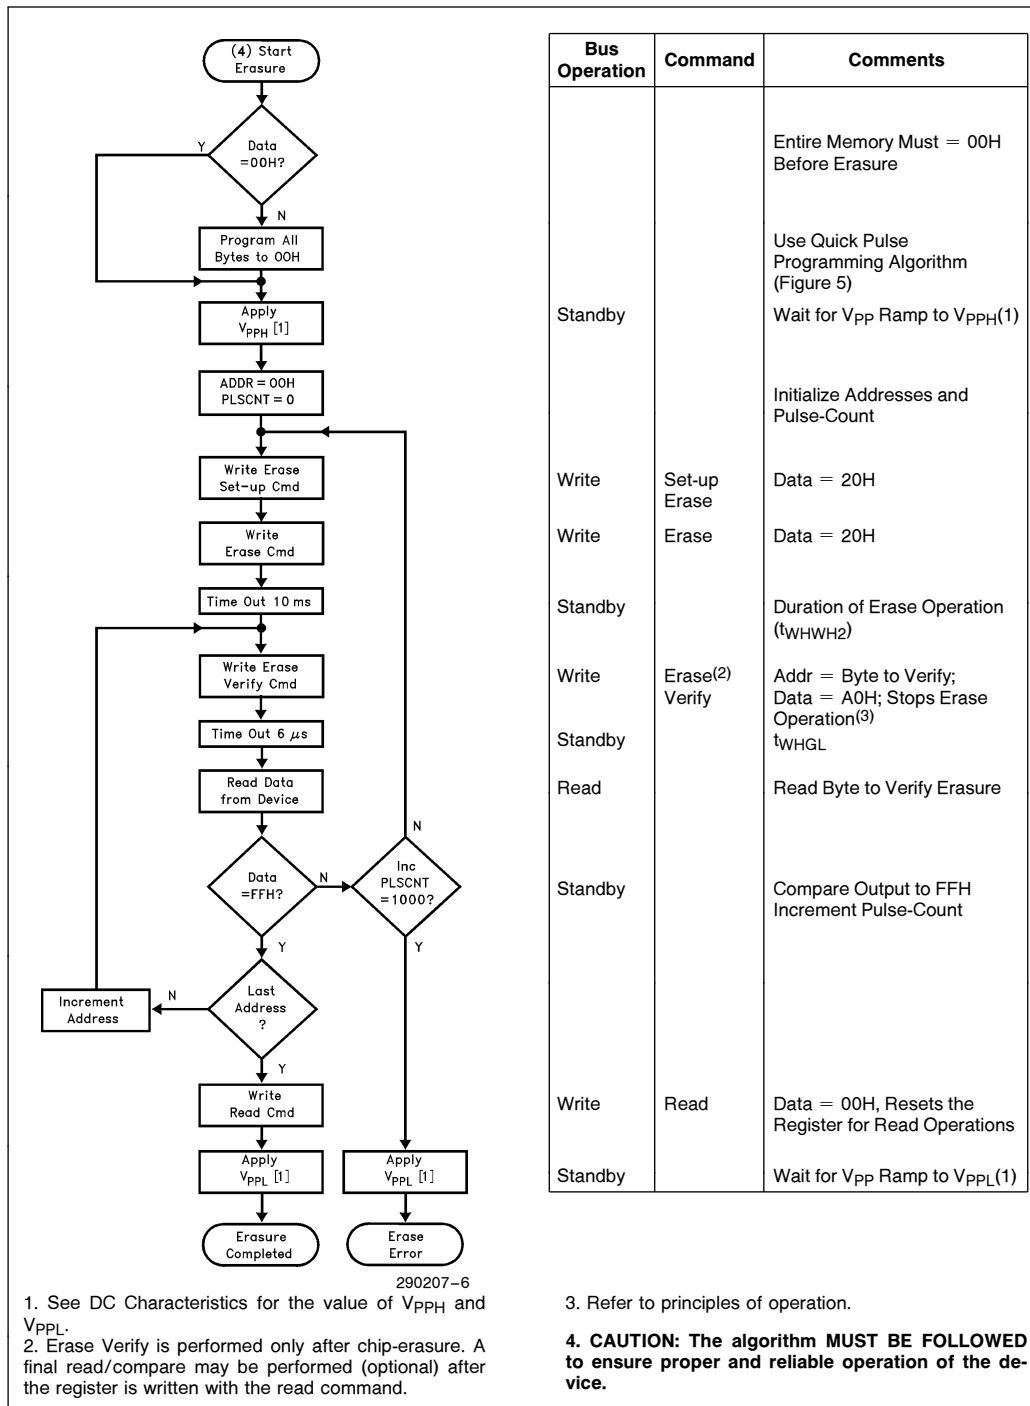 (4) Start
Erasure
Data
=00H?
Y
N
Program All
Bytes to 00H
Apply
VPPH [1]
ADDR = 00H
PLSCNT = 0
Write Erase
Set-up Cmd
Write
Erase Cmd
Time Out 10 ms
Write Erase
Verify Cmd
Time Out 6 μs
Read Data
from Device
Data
=FFH?
N
Inc
PLSCNT
=1000?
N
Y
Y
Last
Address
?
N
Increment
Address
Y
Write
Read Cmd
Apply
VPPL [1]
Apply
VPPL [1]
Erasure
Completed
Erase
Error
290207–6
Bus
Operation
Command
Comments
Entire Memory Must = 00H
Before Erasure
Use Quick Pulse
Programming Algorithm
(Figure 5)
Standby
Wait for VPP Ramp to VPPH(1)
Initialize Addresses and
Pulse-Count
Write
Set-up
Erase
Data = 20H
Write
Erase
Data = 20H
Standby
Duration of Erase Operation
(tWHWH2)
Write
Erase(2)
Verify
Addr = Byte to Verify;
Data = A0H; Stops Erase
Operation(3)
Standby
tWHGL
Read
Read Byte to Verify Erasure
Standby
Compare Output to FFH
Increment Pulse-Count
Write
Read
Data = 00H, Resets the
Register for Read Operations
Standby
Wait for VPP Ramp to VPPL(1)
1. See DC Characteristics for the value of VPPH and
VPPL.
2. Erase Verify is performed only after chip-erasure. A
final read/compare may be performed (optional) after
the register is written with the read command.
3. Refer to principles of operation.
4. CAUTION: The algorithm MUST BE FOLLOWED
to ensure proper and reliable operation of the de-
vice.